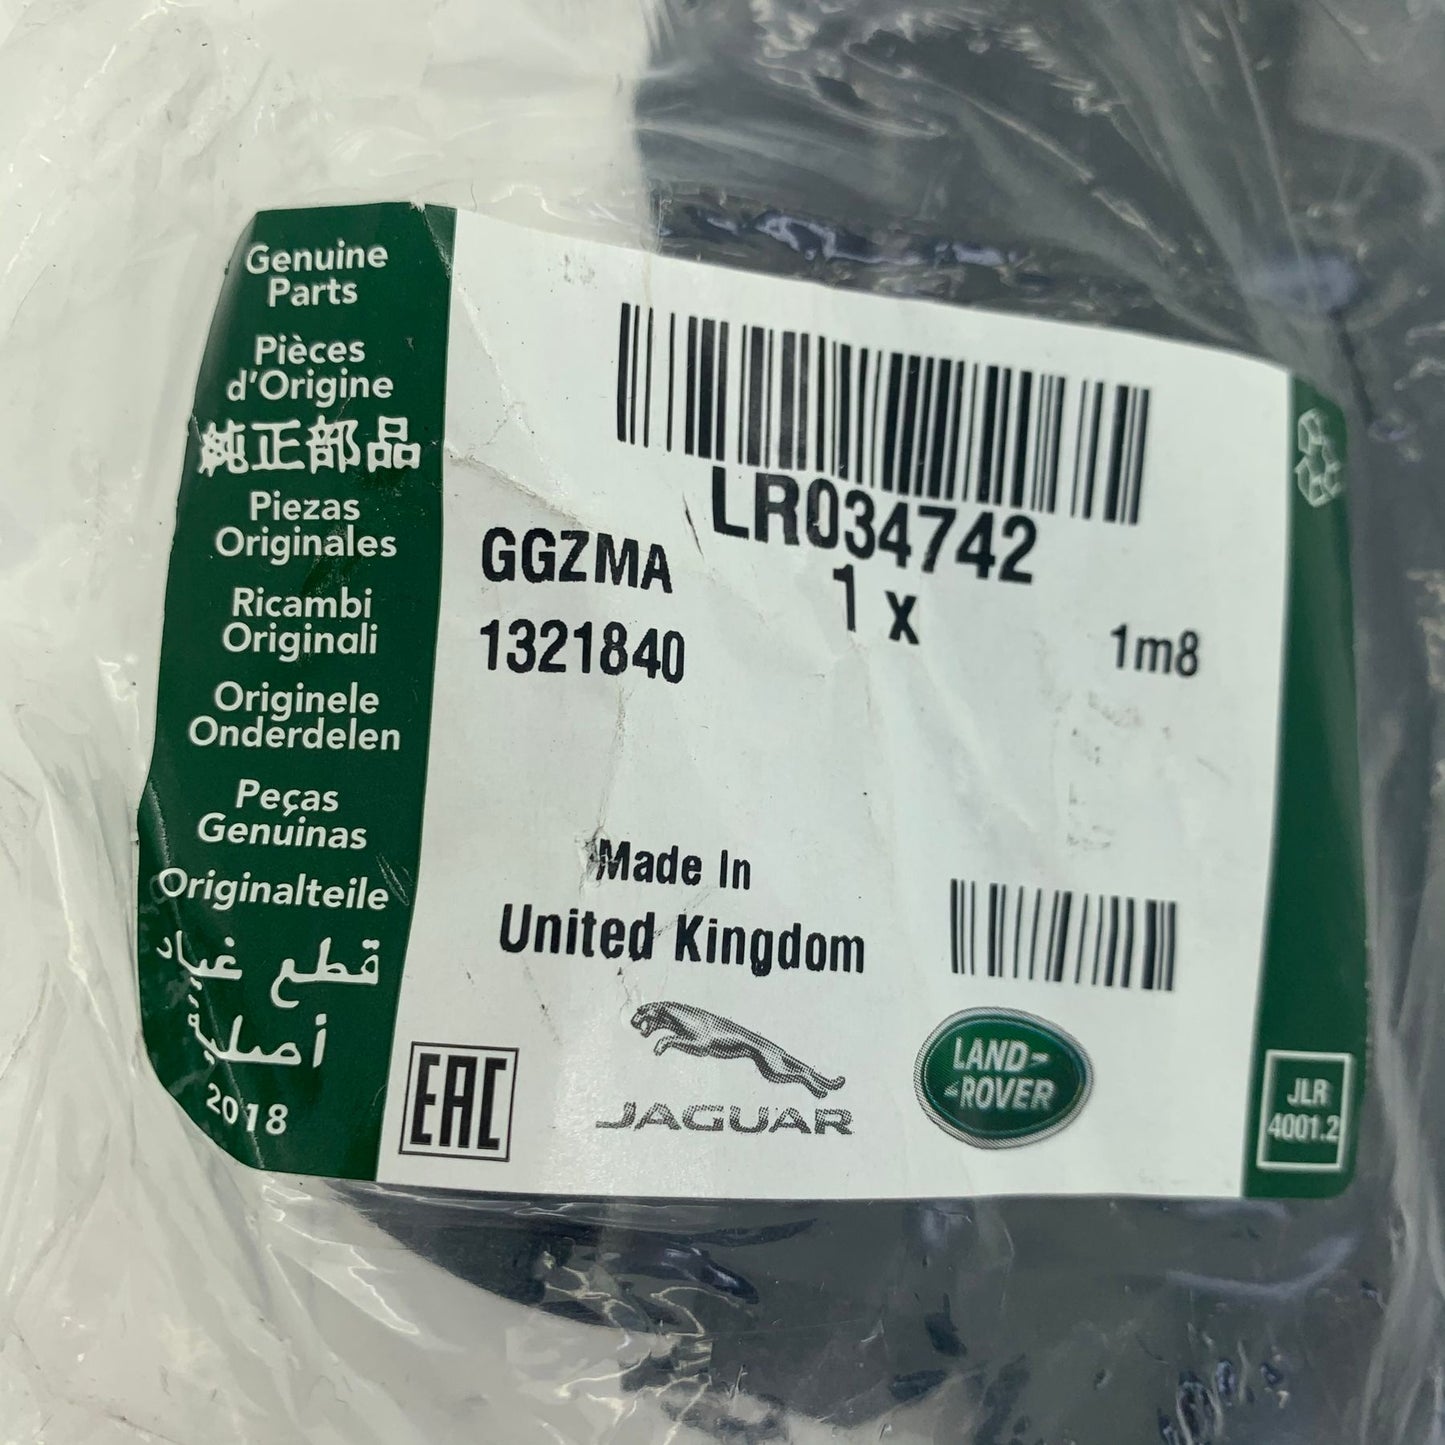 Genuine
Parts
Pièces
d'Origine
純正部品
Piezas
Originales
Ricambi
Originali
Originele
Onderdelen
Peças
Genuinas
Originalteile
قطع غيار
أصلية
2018
LR034742
GGZMA
1 x
1321840
1m8
Made In
United Kingdom
EAC
JAGUAR
LAND-
-ROVER
JLR
4001.2